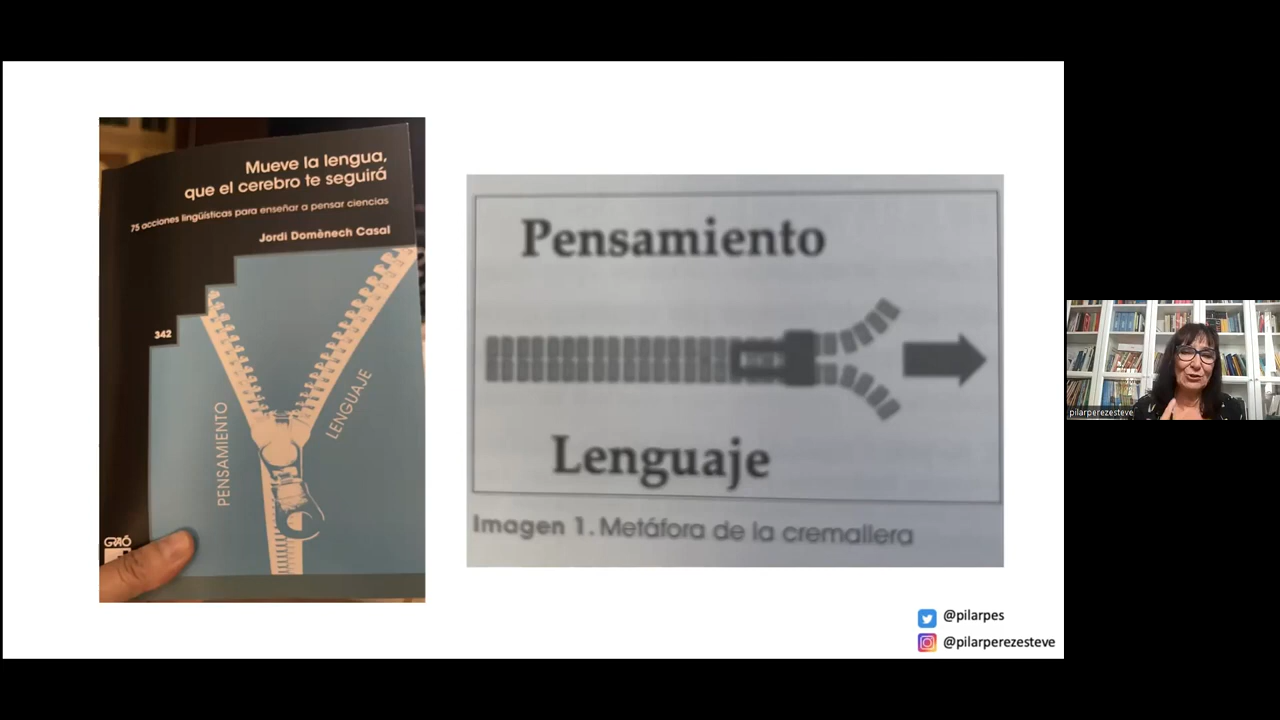 Mueve la lengua,
que el cerebro te seguirá
75 acciones lingüísticas para enseñar a pensar ciencias
Jordi Domènech Casal
342
PENSAMIENTO
LENGUAJE
GRAÓ
Pensamiento
Lenguaje
Imagen 1. Metáfora de la cremallera
@pilarpes
@pilarperezesteve
pilarperezesteve